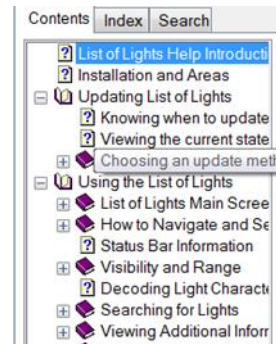 Contents Index Search
List of Lights Help Introducti
Installation and Areas
Updating List of Lights
Knowing when to update
Viewing the current state
Choosing an update met
Using the List of Lights
List of Lights Main Scree
How to Navigate and Se
Status Bar Information
Visibility and Range
Decoding Light Characte
Searching for Lights
Viewing Additional Inforr